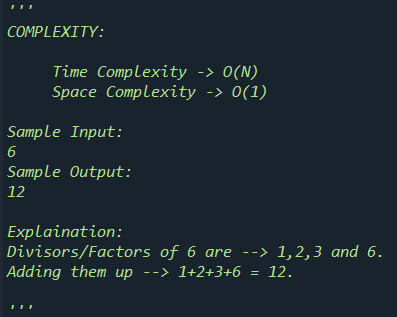 '''
COMPLEXITY:
Time Complexity -> O(N)
Space Complexity -> O(1)
Sample Input:
6
Sample Output:
12
Explaination:
Divisors/Factors of 6 are --> 1,2,3 and 6.
Adding them up --> 1+2+3+6 = 12.
'''